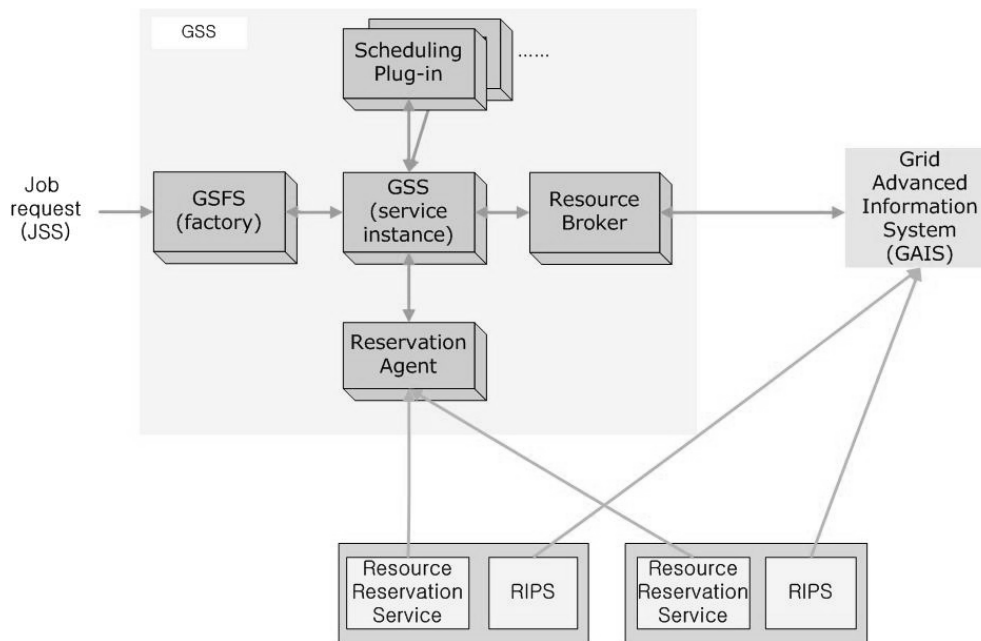 GSS
Scheduling
Plug-in
......
Job
request
(JSS)
GSFS
(factory)
GSS
(service
instance)
Resource
Broker
Grid
Advanced
Information
System
(GAIS)
Reservation
Agent
Resource
Reservation
Service
RIPS
Resource
Reservation
Service
RIPS